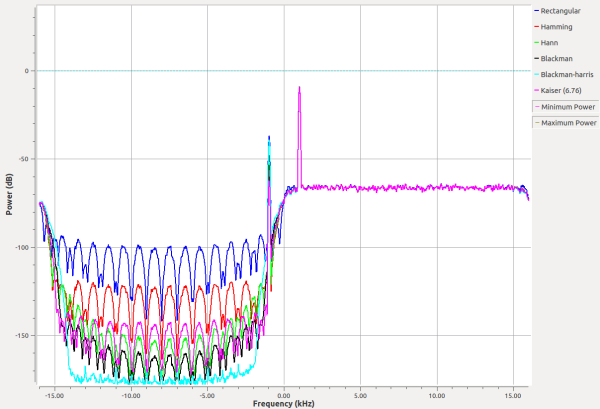 Rectangular
Hamming
Hann
Blackman
Blackman-harris
Kaiser (6.76)
Minimum Power
Maximum Power
Power (dB)
0
-50
-100
-150
-15.00
-10.00
-5.00
0.00
5.00
10.00
15.00
Frequency (kHz)